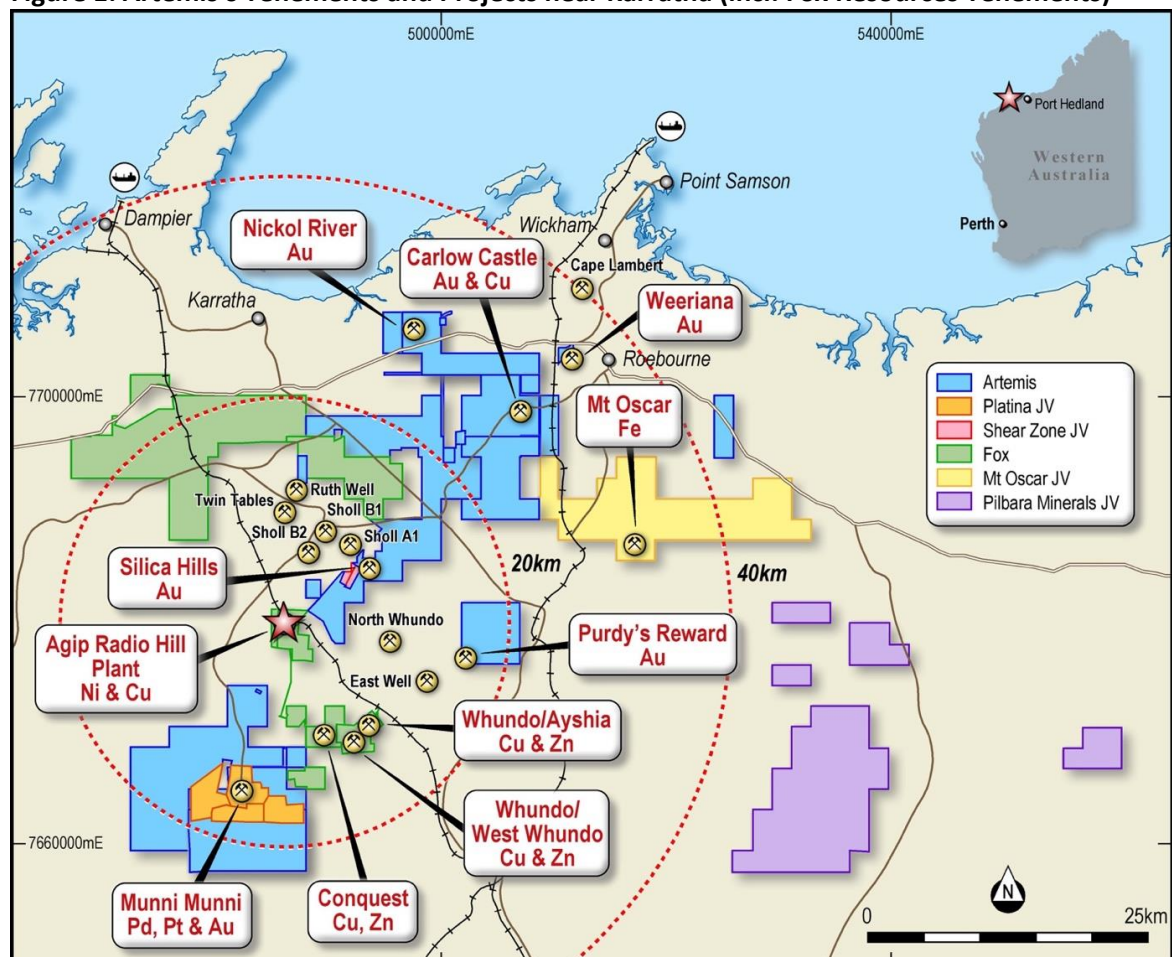 Figure Artemis's Tenements and Projects near Karratha (incl. Fox Resources Tenements)
500000mE
540000mE
Port Hedland
Western
Australia
Perth
Point Samson
Dampier
Wickham
Nickol River
Au
Carlow Castle
Au & Cu
Cape Lambert
Weeriana
Au
Karratha
Roebourne
7700000mE
Mt Oscar
Fe
Artemis
Platina JV
Shear Zone JV
Fox
Mt Oscar JV
Pilbara Minerals JV
Ruth Well
Twin Tables
Sholl B1
Sholl B2
Sholl A1
Silica Hills
Au
20km
40km
North Whundo
Agip Radio Hill
Plant
Ni & Cu
Purdy's Reward
Au
East Well
Whundo/Ayshia
Cu & Zn
Whundo/
West Whundo
Cu & Zn
7660000mE
Munni Munni
Pd, Pt & Au
Conquest
Cu, Zn
N
0
25km